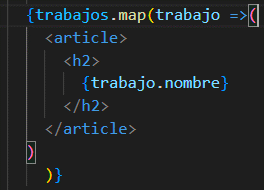 {trabajos.map(trabajo =>(
<article>
<h2>
{trabajo.nombre}
</h2>
</article>
)
)}